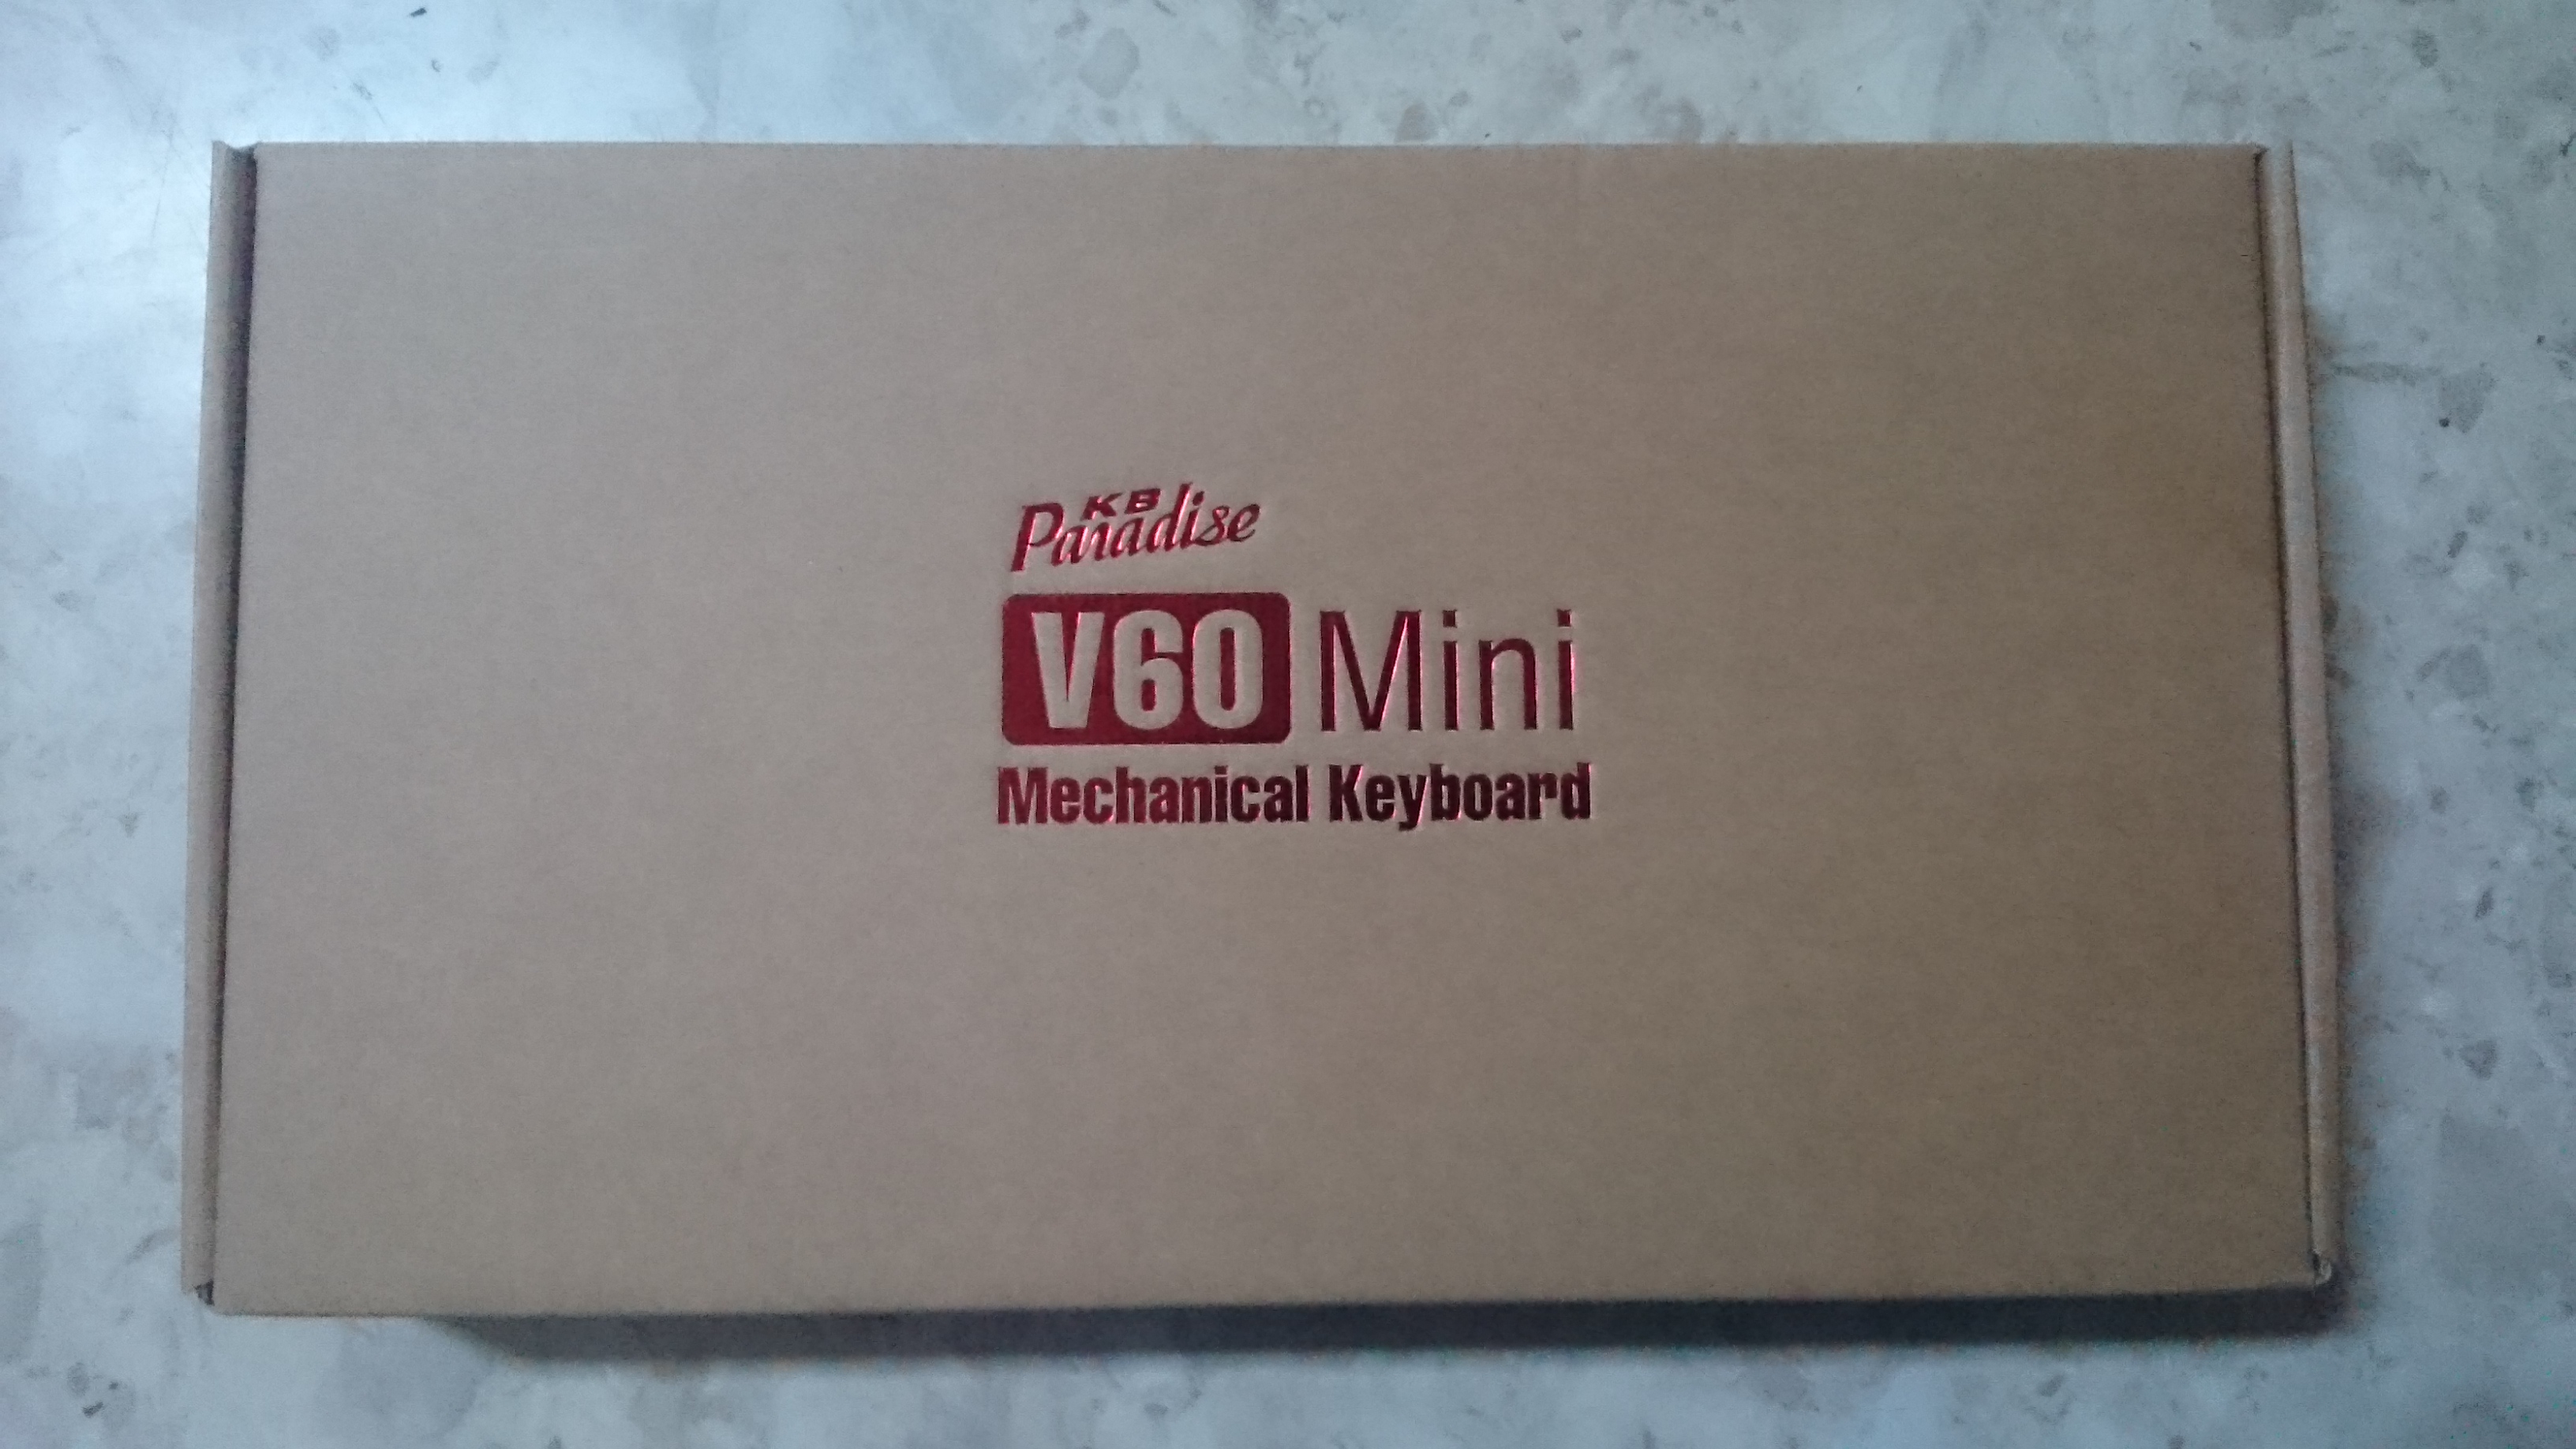 KB
Paradise
V60 Mini
Mechanical Keyboard